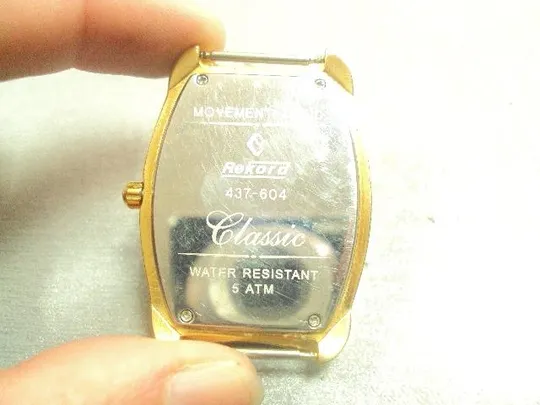 MOVEMENT
Rekord
437-604
Classic
WATER RESISTANT
5 ATM